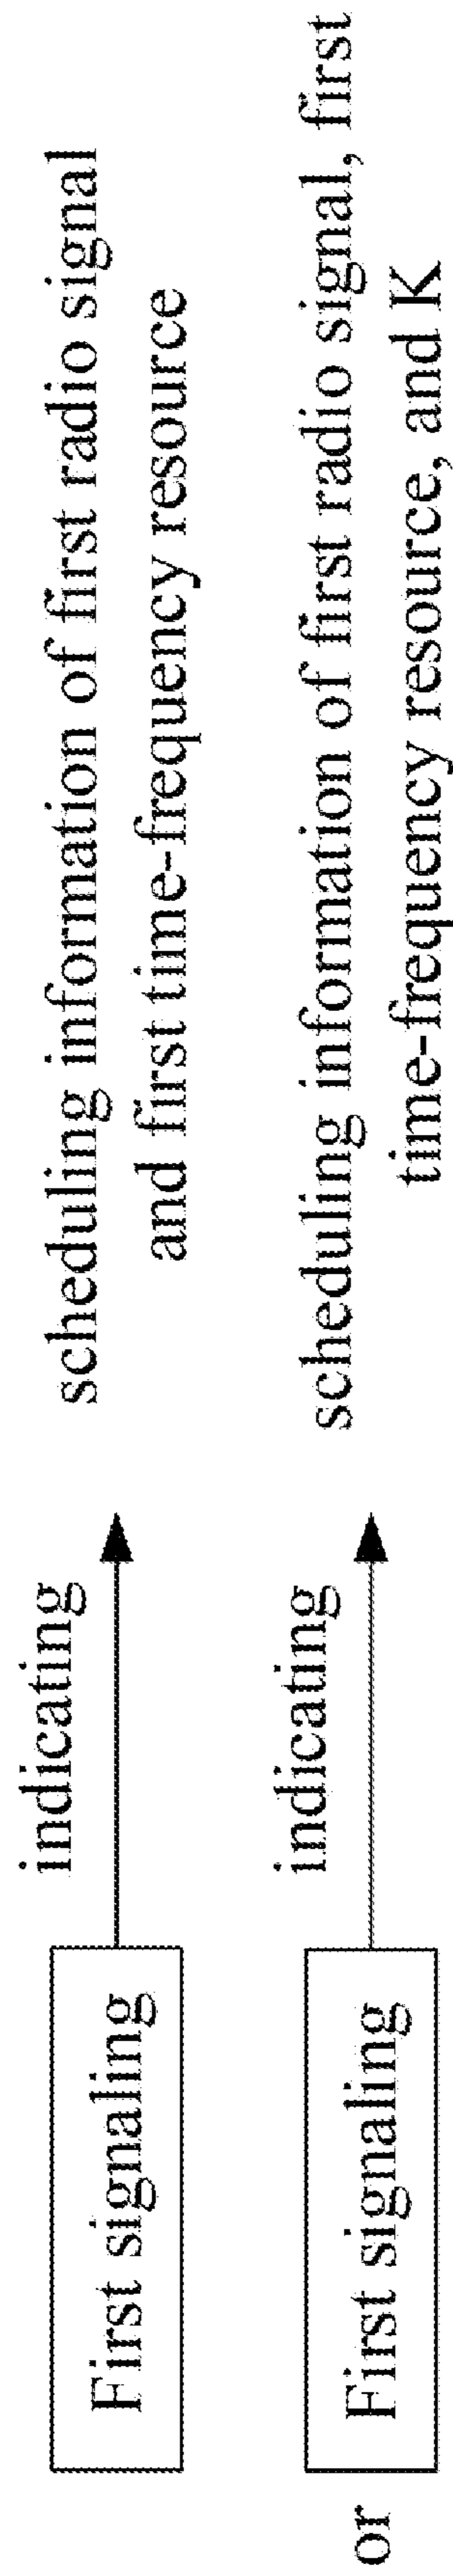 First signaling
indicating
scheduling information of first radio signal
and first time-frequency resource
or
First signaling
indicating
scheduling information of first radio signal, first
time-frequency resource, and K